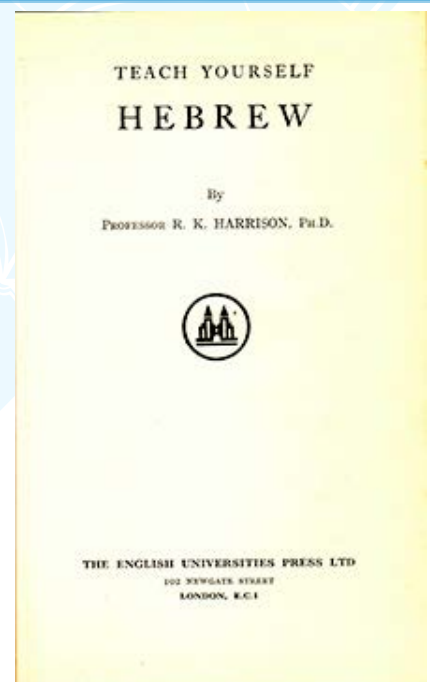 TEACH YOURSELF
HEBREW
By
PROFESSOR R. K. HARRISON, PH.D.
THE ENGLISH UNIVERSITIES PRESS LTD
102 NEWGATE STREET
LONDON, E.C.1